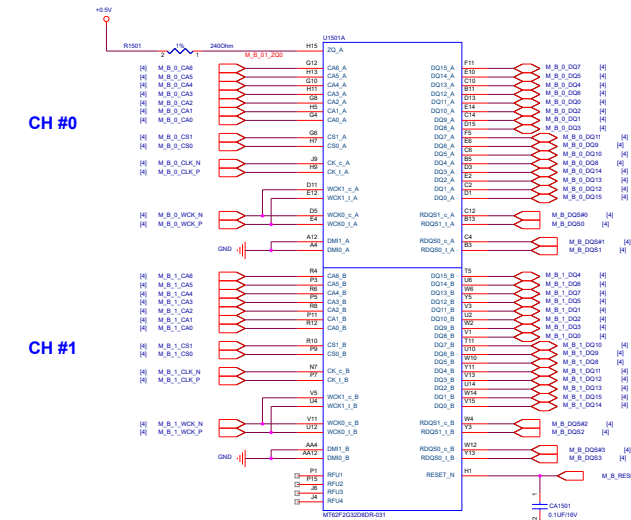 +0.5V
U1501A
R1501 1% 240Ohm H15 ZQ_A
2 1 M_B_01_ZQ0
[4] M_B_0_CA6 G12 CA6_A DQ15_A F11 M_B_0_DQ7 [4]
[4] M_B_0_CA5 H13 CA5_A DQ14_A E10 M_B_0_DQ5 [4]
[4] M_B_0_CA4 G10 CA4_A DQ13_A C10 M_B_0_DQ4 [4]
[4] M_B_0_CA3 H11 CA3_A DQ12_A B11 M_B_0_DQ6 [4]
[4] M_B_0_CA2 G8 CA2_A DQ11_A D13 M_B_0_DQ0 [4]
[4] M_B_0_CA1 H5 CA1_A DQ10_A E14 M_B_0_DQ2 [4]
[4] M_B_0_CA0 G4 CA0_A DQ9_A C14 M_B_0_DQ1 [4]
DQ8_A D15 M_B_0_DQ3 [4]
CH #0
[4] M_B_0_CS1 G6 CS1_A DQ7_A F5 M_B_0_DQ11 [4]
[4] M_B_0_CS0 H7 CS0_A DQ6_A E6 M_B_0_DQ9 [4]
DQ5_A C6 M_B_0_DQ10 [4]
[4] M_B_0_CLK_N J9 CK_c_A DQ4_A B5 M_B_0_DQ8 [4]
[4] M_B_0_CLK_P H9 CK_t_A DQ3_A D3 M_B_0_DQ14 [4]
DQ2_A E2 M_B_0_DQ13 [4]
D11 WCK1_c_A DQ1_A C2 M_B_0_DQ12 [4]
E12 WCK1_t_A DQ0_A D1 M_B_0_DQ15 [4]
[4] M_B_0_WCK_N D5 WCK0_c_A RDQS1_c_A C12 M_B_DQS#0 [4]
[4] M_B_0_WCK_P E4 WCK0_t_A RDQS1_t_A B13 M_B_DQS0 [4]
A12 DMI1_A RDQS0_c_A C4 M_B_DQS#1 [4]
GND A4 DMI0_A RDQS0_t_A B3 M_B_DQS1 [4]
[4] M_B_1_CA6 R4 CA6_B DQ15_B T5 M_B_1_DQ4 [4]
[4] M_B_1_CA5 P3 CA5_B DQ14_B U6 M_B_1_DQ6 [4]
[4] M_B_1_CA4 R6 CA4_B DQ13_B W6 M_B_1_DQ7 [4]
[4] M_B_1_CA3 P5 CA3_B DQ12_B Y5 M_B_1_DQ5 [4]
[4] M_B_1_CA2 R8 CA2_B DQ11_B V3 M_B_1_DQ1 [4]
[4] M_B_1_CA1 P11 CA1_B DQ10_B U2 M_B_1_DQ2 [4]
[4] M_B_1_CA0 R12 CA0_B DQ9_B W2 M_B_1_DQ3 [4]
DQ8_B V1 M_B_1_DQ0 [4]
CH #1
[4] M_B_1_CS1 R10 CS1_B DQ7_B T11 M_B_1_DQ10 [4]
[4] M_B_1_CS0 P9 CS0_B DQ6_B U10 M_B_1_DQ9 [4]
DQ5_B W10 M_B_1_DQ8 [4]
[4] M_B_1_CLK_N N7 CK_c_B DQ4_B Y11 M_B_1_DQ11 [4]
[4] M_B_1_CLK_P P7 CK_t_B DQ3_B V13 M_B_1_DQ12 [4]
DQ2_B U14 M_B_1_DQ13 [4]
V5 WCK1_c_B DQ1_B W14 M_B_1_DQ15 [4]
U4 WCK1_t_B DQ0_B V15 M_B_1_DQ14 [4]
[4] M_B_1_WCK_N V11 WCK0_c_B RDQS1_c_B W4 M_B_DQS#2 [4]
[4] M_B_1_WCK_P U12 WCK0_t_B RDQS1_t_B Y3 M_B_DQS2 [4]
AA4 DMI1_B RDQS0_c_B W12 M_B_DQS#3 [4]
GND AA12 DMI0_B RDQS0_t_B Y13 M_B_DQS3 [4]
P1 RFU1 RESET_N H1 M_B_RES
P15 RFU2
J6 RFU3
J4 RFU4
1
CA1501
MT62F2G32D8DR-031 0.1UF/16V
2